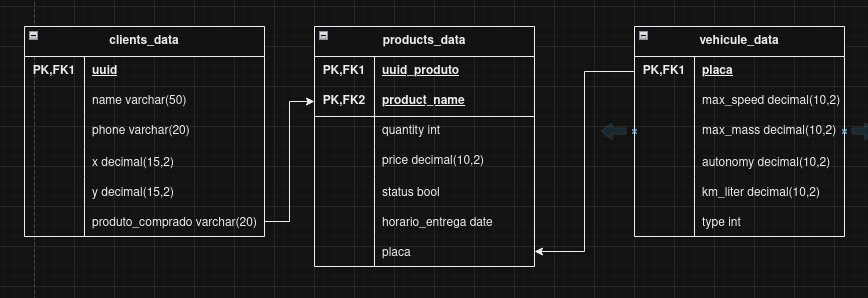 clients_data
PK,FK1 uuid
name varchar(50)
phone varchar(20)
x decimal(15,2)
y decimal(15,2)
produto_comprado varchar(20)
products_data
PK,FK1 uuid_produto
PK,FK2 product_name
quantity int
price decimal(10,2)
status bool
horario_entrega date
placa
vehicule_data
PK,FK1 placa
max_speed decimal(10,2)
max_mass decimal(10,2)
autonomy decimal(10,2)
km_liter decimal(10,2)
type int